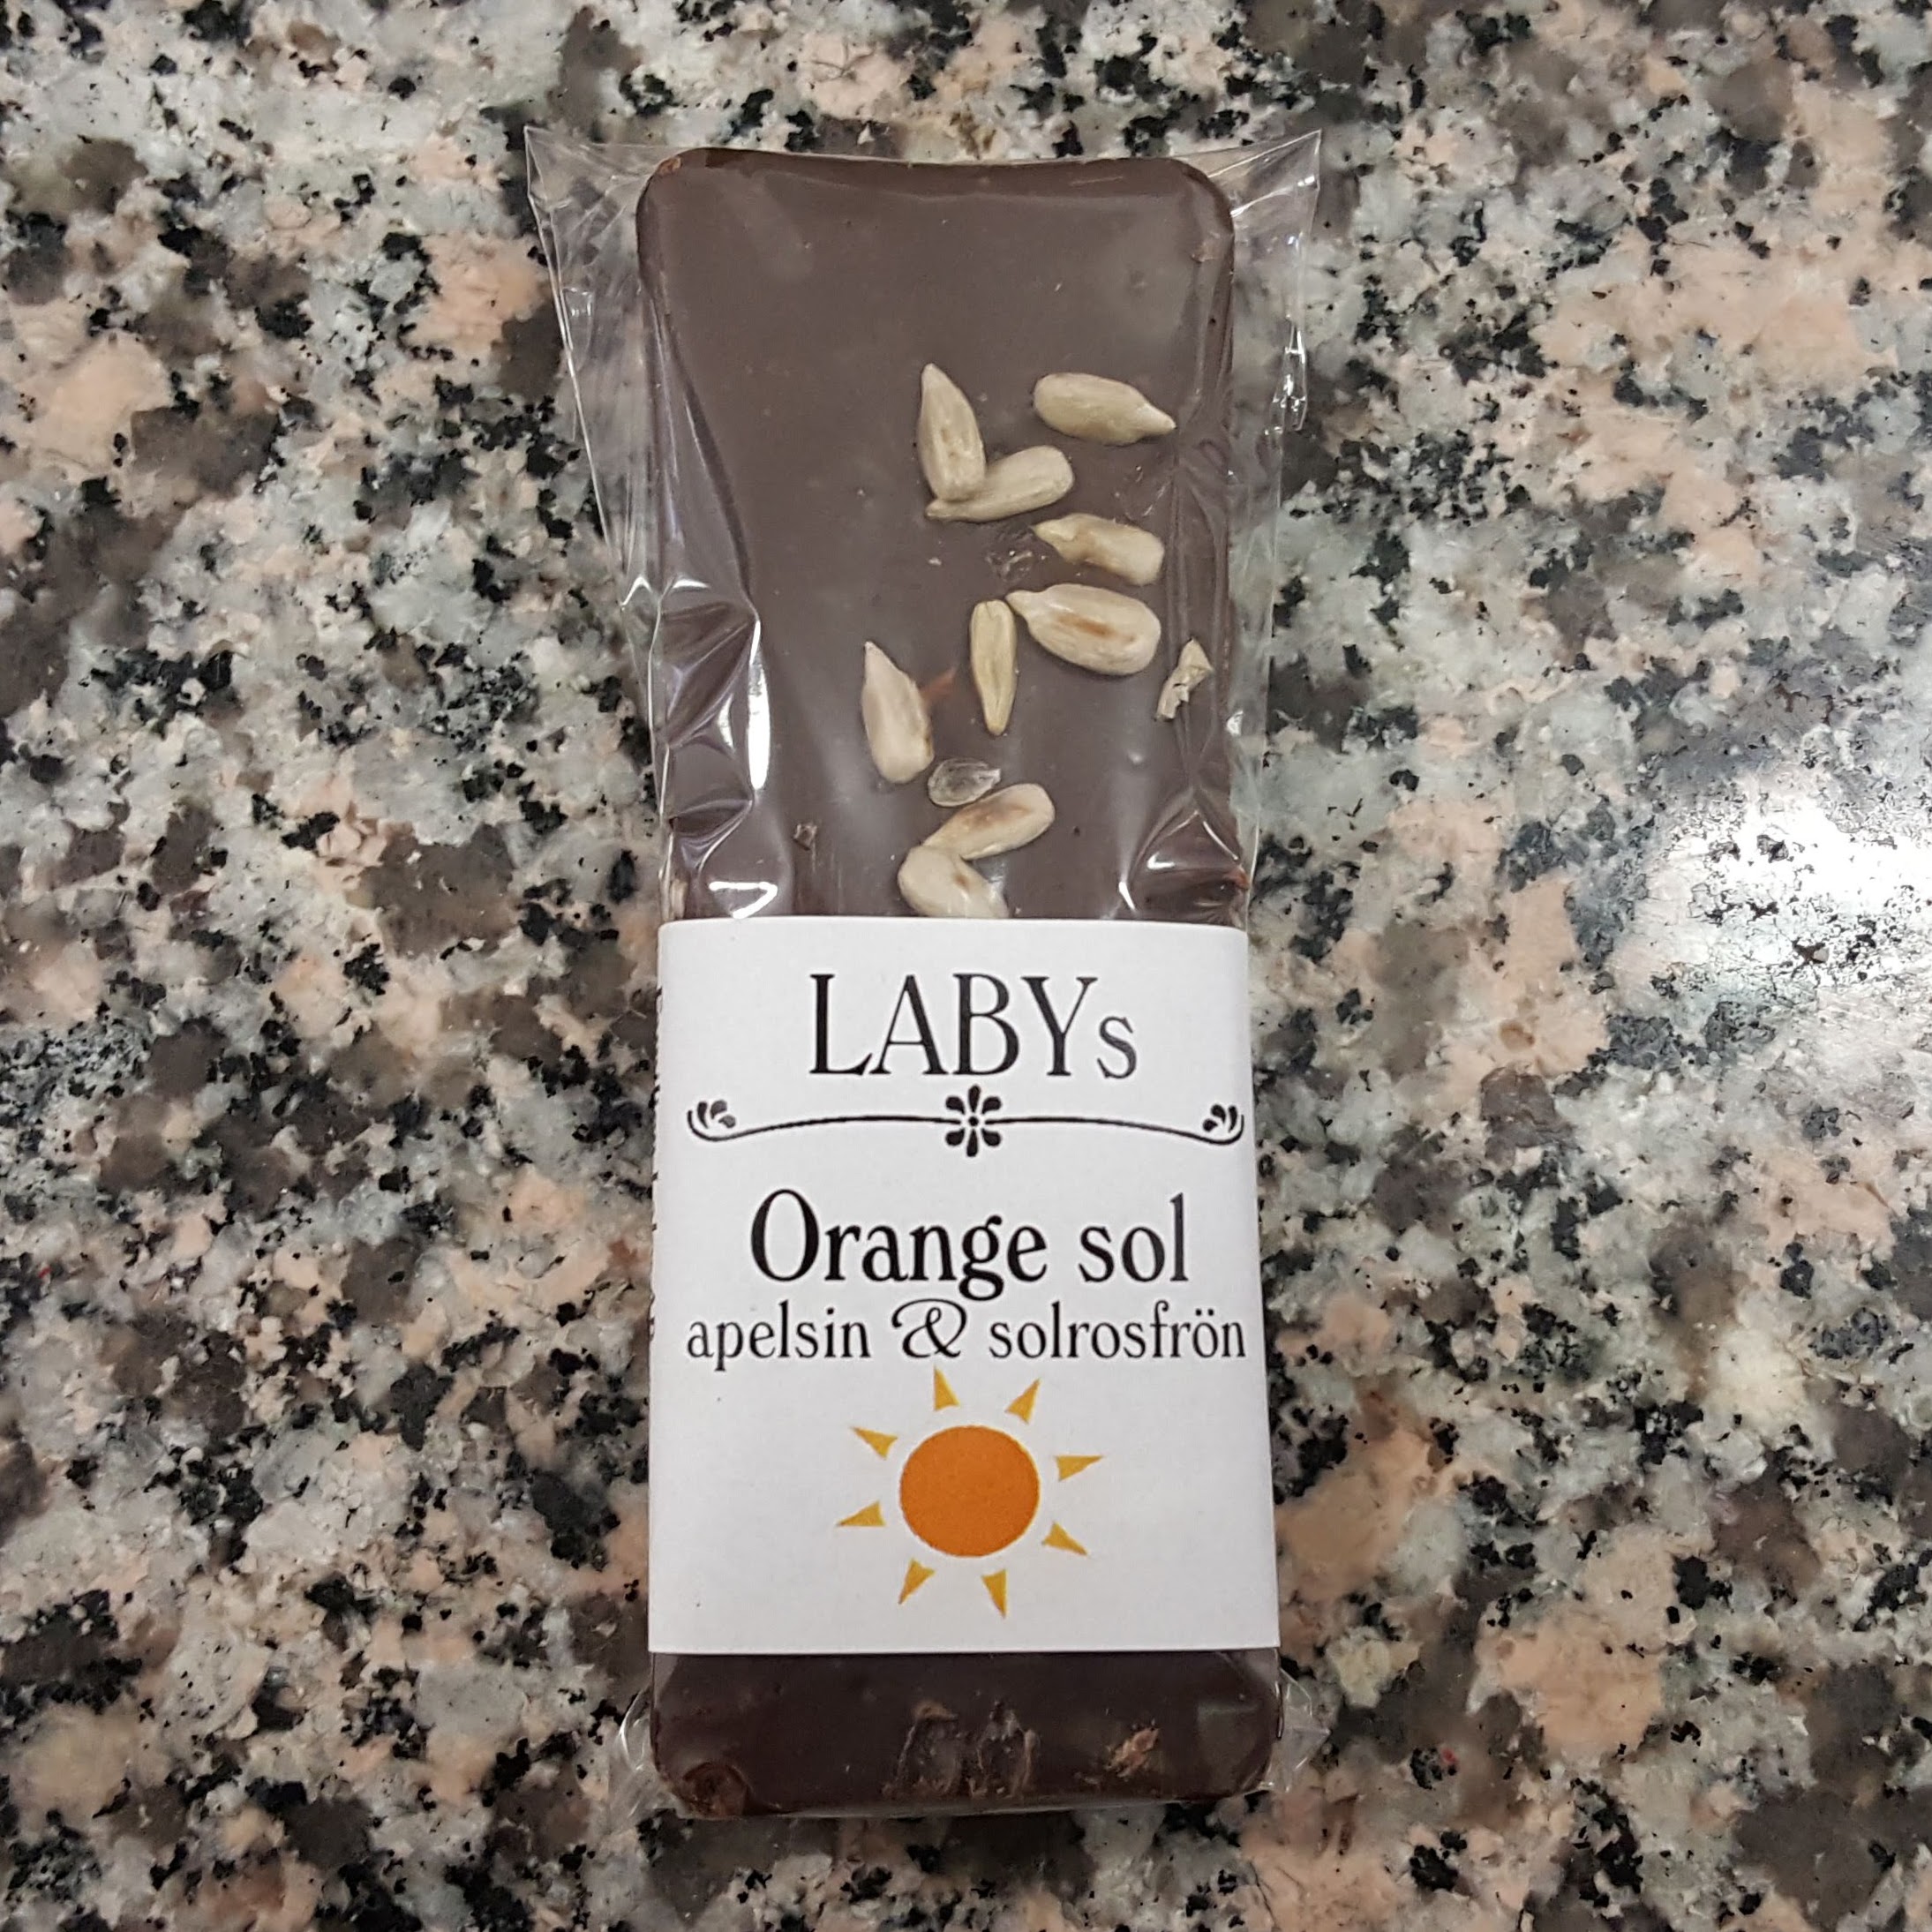 LABYs
Orange sol
apelsin & solrosfrön